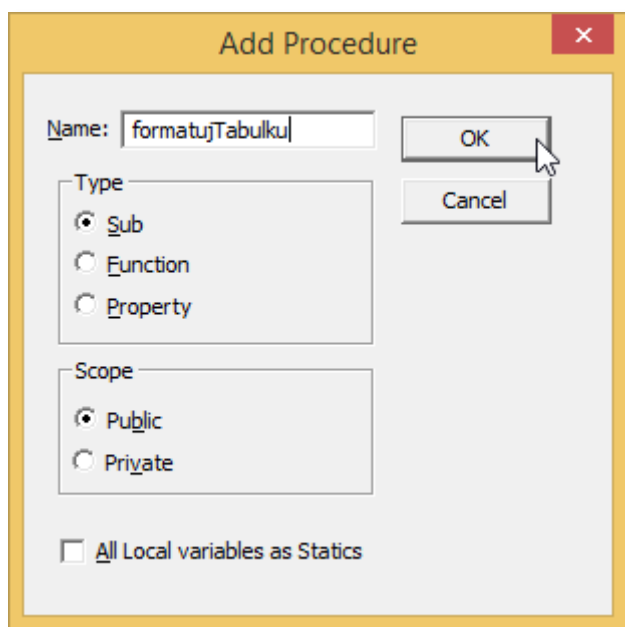 Add Procedure
Name: formatujTabulku
OK
Cancel
Type
Sub
Function
Property
Scope
Public
Private
All Local variables as Statics